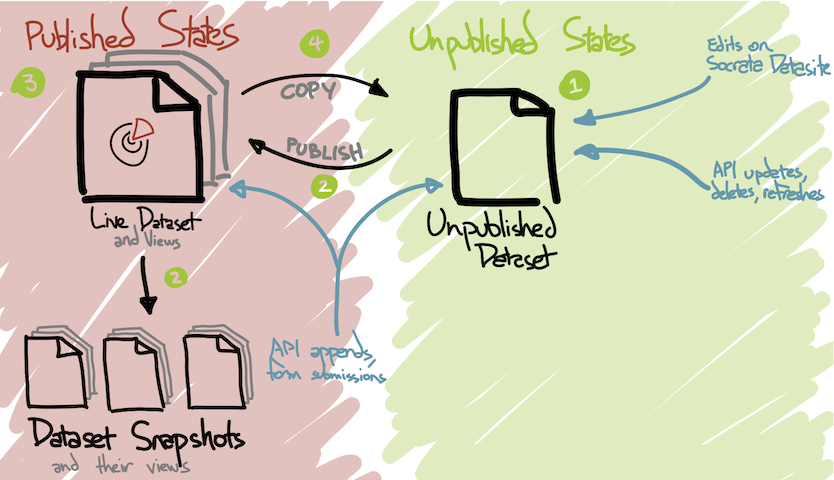 Published States
4
Unpublished States
Edits on
Socrata Datasite
3
1
COPY
PUBLISH
2
API updates,
deletes, refreshes
Live Dataset
and Views
Unpublished
Dataset
2
API appends,
form submissions
Dataset Snapshots
and their views